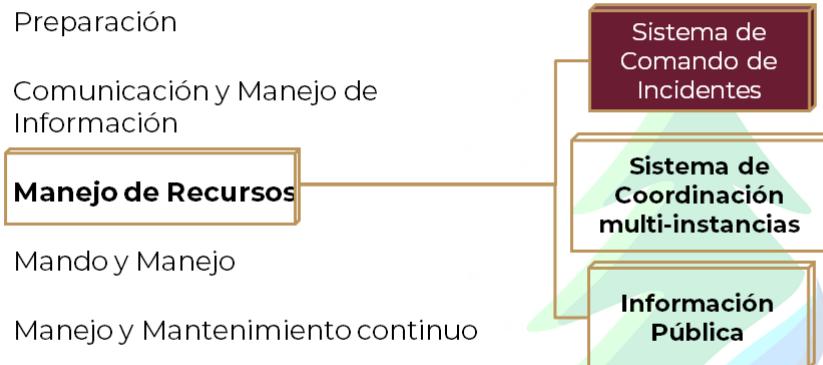 Preparación
Comunicación y Manejo de
Información
Manejo de Recursos
Mando y Manejo
Manejo y Mantenimiento continuo
Sistema de
Comando de
Incidentes
Sistema de
Coordinación
multi-instancias
Información
Pública